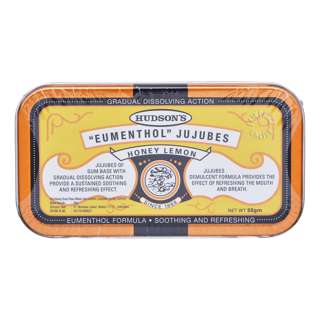 GRADUAL DISSOLVING ACTION
HUDSON'S
"EUMENTHOL" JUJUBES
HONEY LEMON
JUJUBES OF
GUM BASE WITH
GRADUAL DISSOLVING ACTION
PROVIDE A SUSTAINED SOOTHING
AND REFRESHING EFFECT
JUJUBES
DEMULCENT FORMULA PROVIDES THE
EFFECT OF REFRESHING THE MOUTH
AND BREATH.
SINCE
NET WT 50gm
EUMENTHOL FORMULA • SOOTHING AND REFRESHING